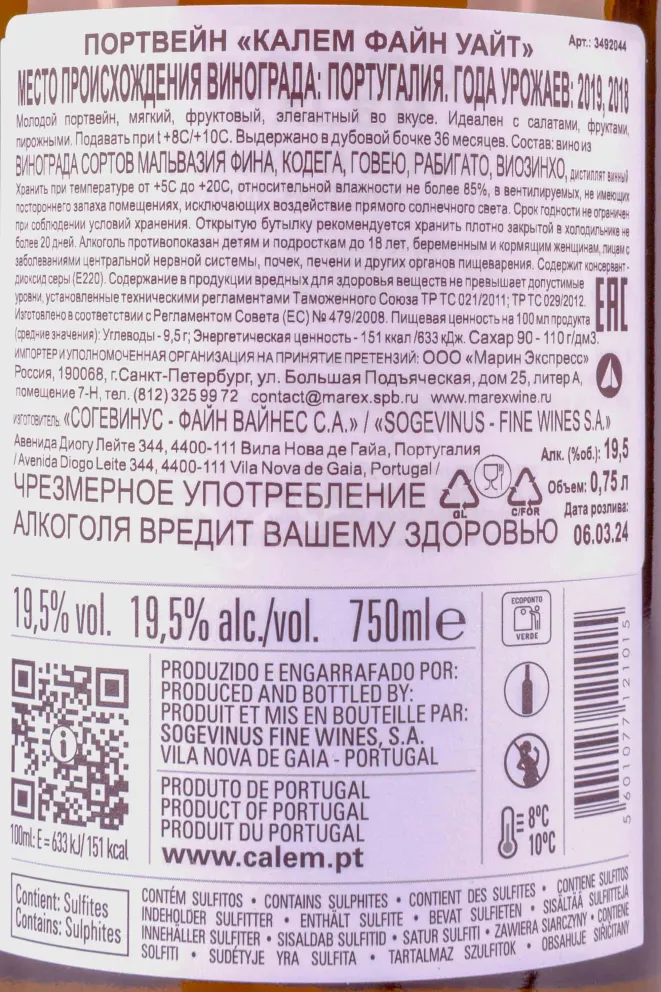 ПОРТВЕЙН «КАЛЕМ ФАЙН УАЙТ»
Арт.: 3492044
МЕСТО ПРОИСХОЖДЕНИЯ ВИНОГРАДА: ПОРТУГАЛИЯ. ГОДА УРОЖАЕВ: 2019, 2018
Молодой портвейн, мягкий, фруктовый, элегантный во вкусе. Идеален с салатами, фруктами,
пирожными. Подавать при t +8C/+10C. Выдержано в дубовой бочке 36 месяцев. Состав: вино из
ВИНОГРАДА СОРТОВ МАЛЬВАЗИЯ ФИНА, КОДЕГА, ГОВЕЮ, РАБИГАТО, ВИОЗИНХО, дистиллят винный
Хранить при температуре от +5C до +20C, относительной влажности не более 85%, в вентилируемых, не имеющих
постороннего запаха помещениях, исключающих воздействие прямого солнечного света. Срок годности не ограничен
при соблюдении условий хранения. Открытую бутылку рекомендуется хранить плотно закрытой в холодильнике не
более 20 дней. Алкоголь противопоказан детям и подросткам до 18 лет, беременным и кормящим женщинам, лицам с
заболеваниями центральной нервной системы, почек, печени и других органов пищеварения. Содержит консервант-
диоксид серы (E220). Содержание в продукции вредных для здоровья веществ не превышает допустимые
уровни, установленные техническими регламентами Таможенного Союза ТР ТС 021/2011; ТР ТС 029/2012.
Изготовлено в соответствии с Регламентом Совета (ЕС) № 479/2008. Пищевая ценность на 100 мл продукта
(средние значения): Углеводы - 9,5 г; Энергетическая ценность - 151 ккал /633 кДж. Сахар 90 - 110 г/дм3.
EAC
ИМПОРТЕР И УПОЛНОМОЧЕННАЯ ОРГАНИЗАЦИЯ НА ПРИНЯТИЕ ПРЕТЕНЗИЙ: ООО «Марин Экспресс»
Россия, 190068, г.Санкт-Петербург, ул. Большая Подъяческая, дом 25, литер А,
помещение 7-Н, тел. (812) 325 99 72 contact@marex.spb.ru www.marexwine.ru
ИЗГОТОВИТЕЛЬ: «СОГЕВИНУС - ФАЙН ВАЙНЕС С.А.» / «SOGEVINUS - FINE WINES S.A.»
Авенида Диогу Лейте 344, 4400-111 Вила Нова де Гайа, Португалия
/ Avenida Diogo Leite 344, 4400-111 Vila Nova de Gaia, Portugal /
Алк. (%об.): 19,5
Объем: 0,75 л
Дата розлива:
06.03.24
GL
C/FOR
ЧРЕЗМЕРНОЕ УПОТРЕБЛЕНИЕ
АЛКОГОЛЯ ВРЕДИТ ВАШЕМУ ЗДОРОВЬЮ
19,5% vol. 19,5% alc./vol. 750ml e
ECOPONTO
VERDE
PRODUZIDO E ENGARRAFADO POR:
PRODUCED AND BOTTLED BY:
PRODUIT ET MIS EN BOUTEILLE PAR:
SOGEVINUS FINE WINES, S.A.
VILA NOVA DE GAIA - PORTUGAL
i
100ml: E = 633 kJ/ 151 kcal
PRODUTO DE PORTUGAL
PRODUCT OF PORTUGAL
PRODUIT DU PORTUGAL
www.calem.pt
8ºC
10ºC
5 601077 121015
Contient: Sulfites
Contains: Sulphites
CONTÉM SULFITOS • CONTAINS SULPHITES • CONTIENT DES SULFITES • CONTIENE SULFITOS
INDEHOLDER SULFITTER • ENTHÄLT SULFITE • BEVAT SULFIETEN • SISÄLTÄÄ SULFIITTEJA
INNEHÅLLER SULFITER • SISALDAB SULFITID • SATUR SULFITI • ZAWIERA SIARCZYNY • CONTIENE
SOLFITI • SUDĖTYJE YRA SULFITA • TARTALMAZ SZULFITOK • OBSAHUJE SIŘIČITANY